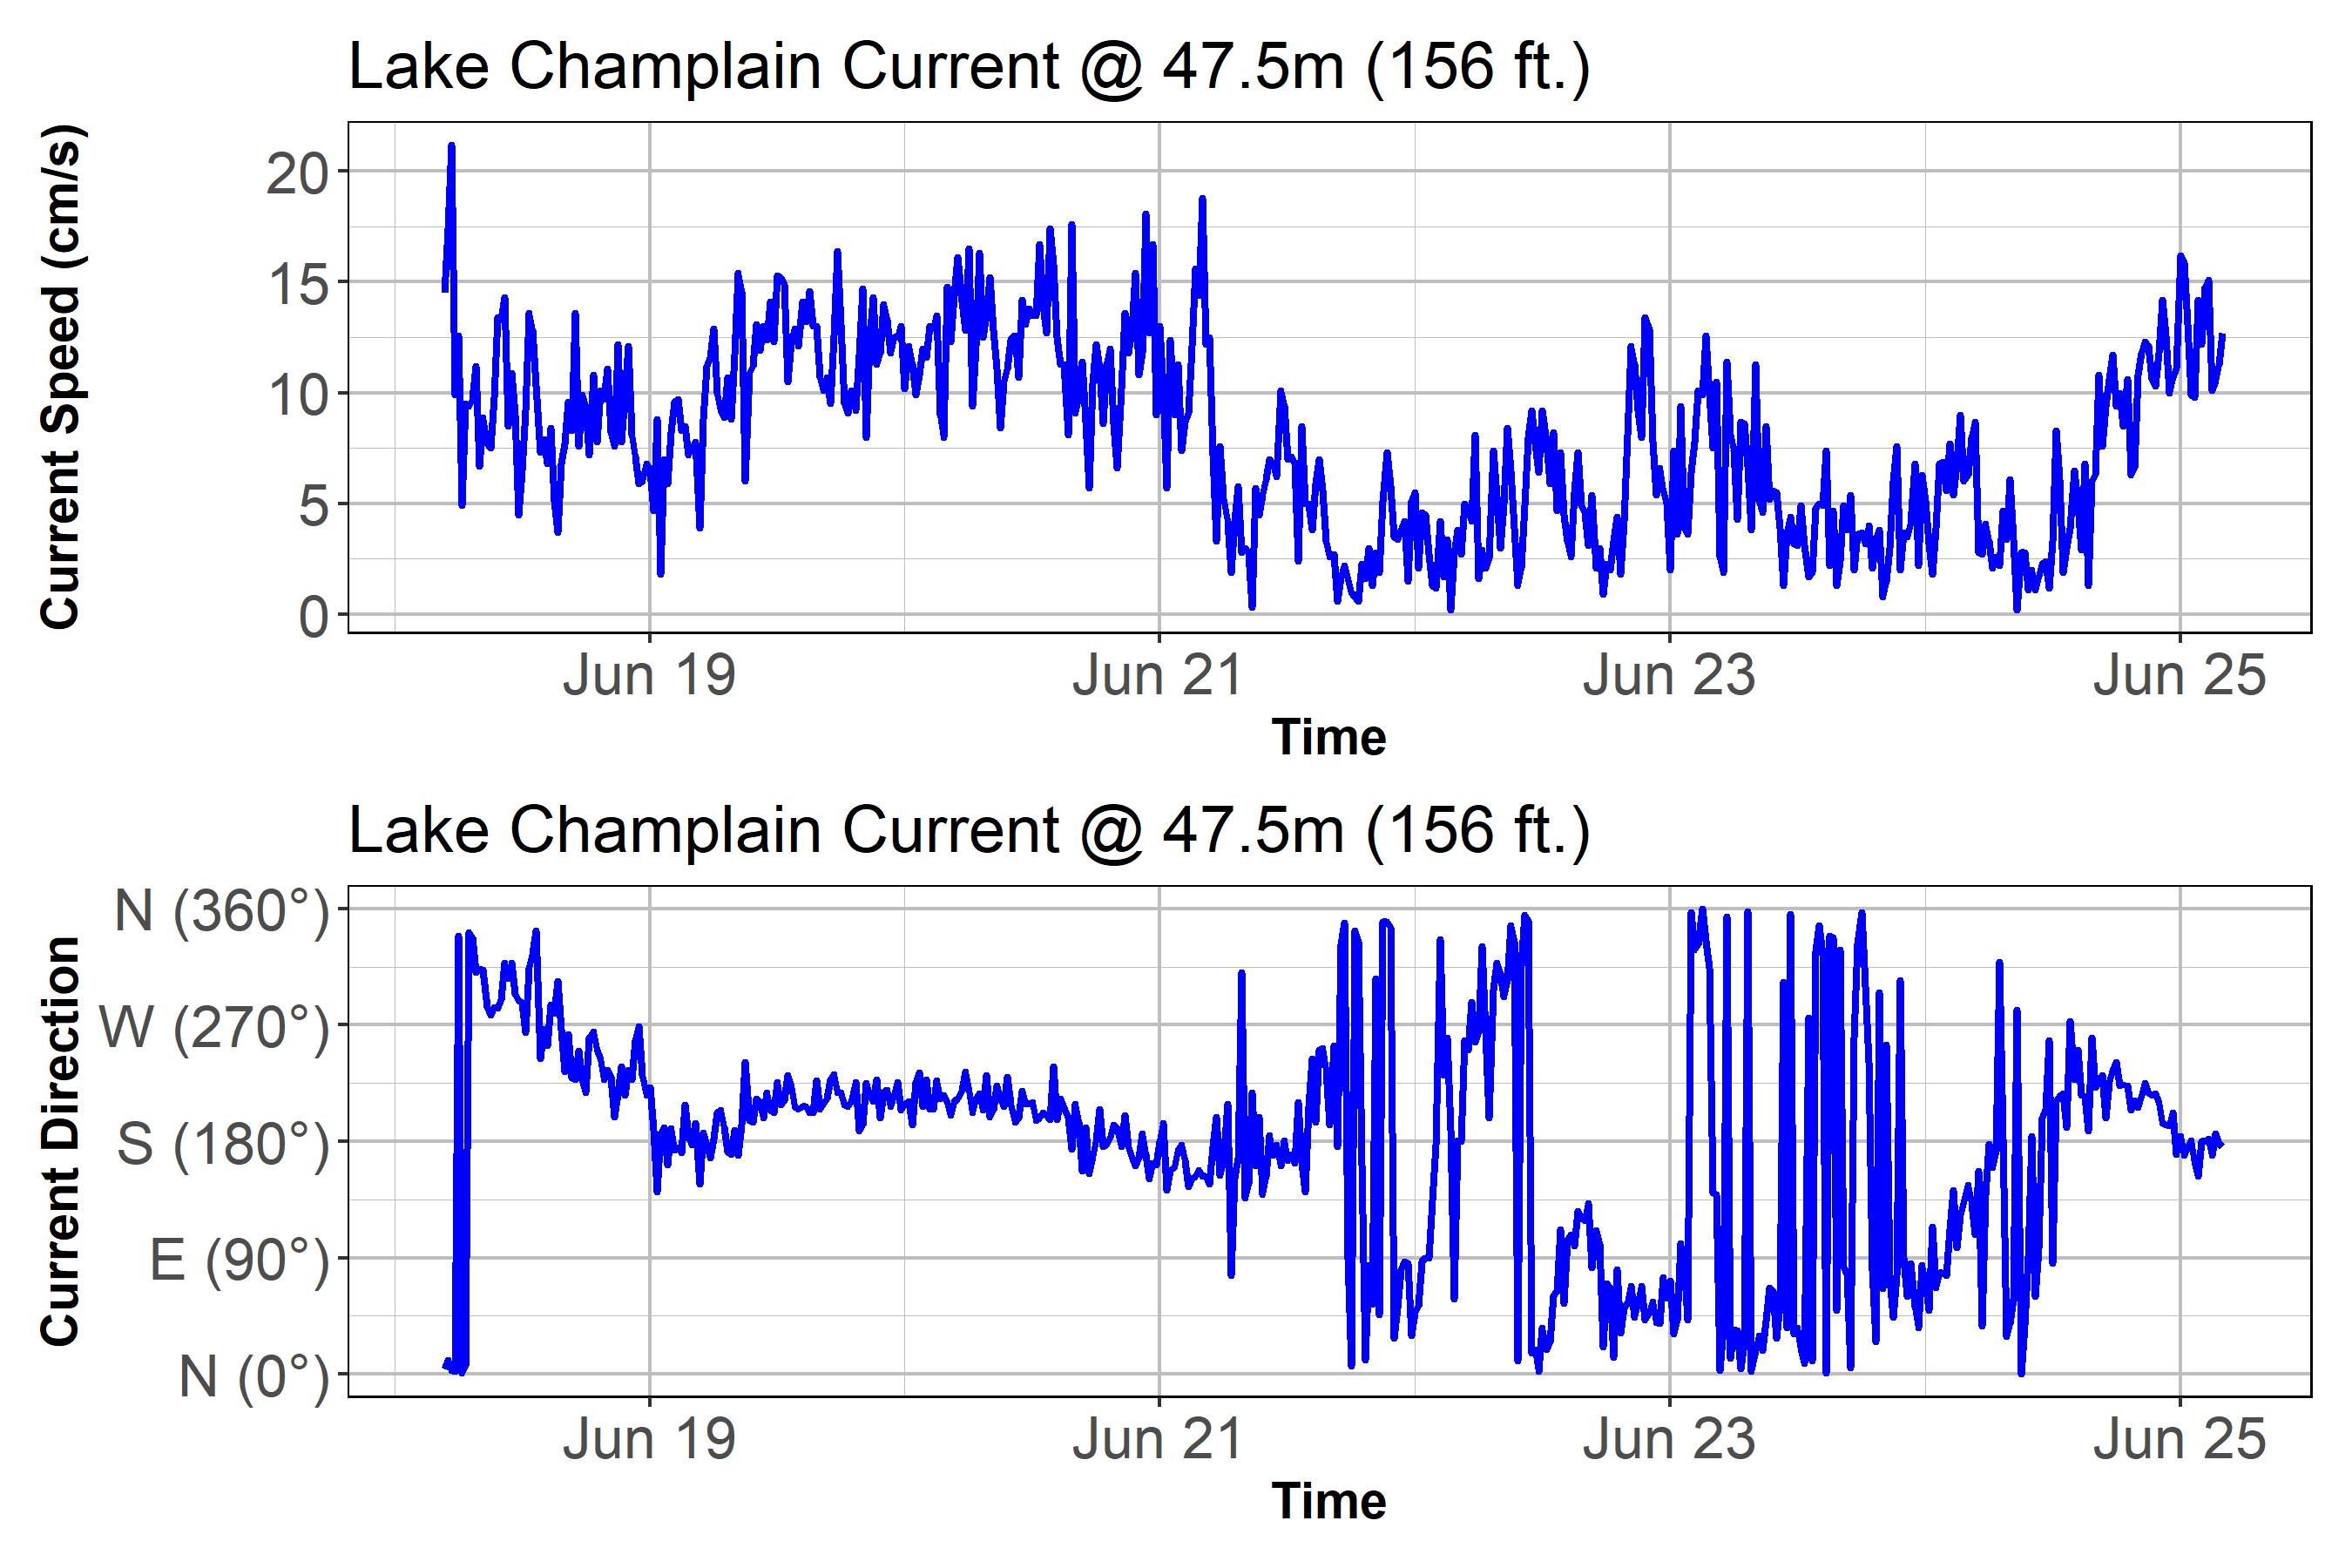 Lake Champlain Current @ 47.5m (156 ft.)
Current Speed (cm/s)
20
15
10
5
0
Jun 19 Jun 21 Jun 23 Jun 25
Time
Lake Champlain Current @ 47.5m (156 ft.)
Current Direction
N (360°)
W (270°)
S (180°)
E (90°)
N (0°)
Jun 19 Jun 21 Jun 23 Jun 25
Time